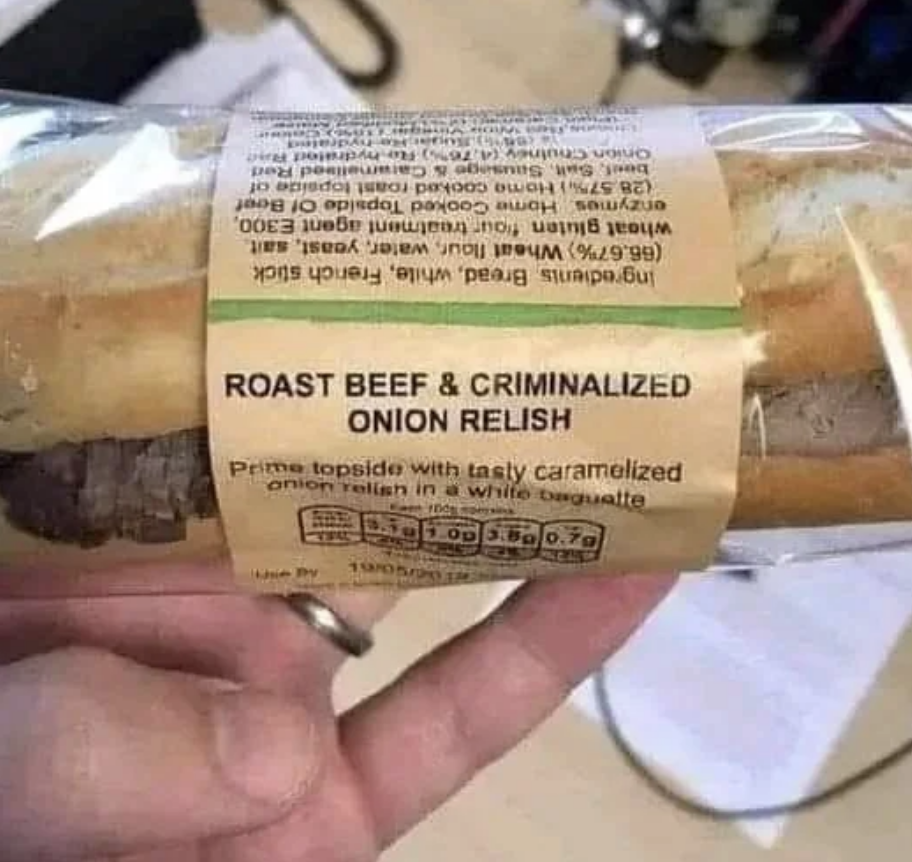 Onion Chutney (4.76%) Re-hydrated Red
beef, Salt, Sausage & Caramelised Red
(28.57%) Home cooked roast topside of
enzymes. Home Cooked Topside Of Beef
wheat gluten, flour treatment agent E300,
(66.67%) Wheat flour, water, yeast, salt,
Ingredients: Bread, white, French stick
ROAST BEEF & CRIMINALIZED
ONION RELISH
Prime topside with tasty caramelized
onion relish in a white baguette
1.0g 3.8g 0.7g
Use By